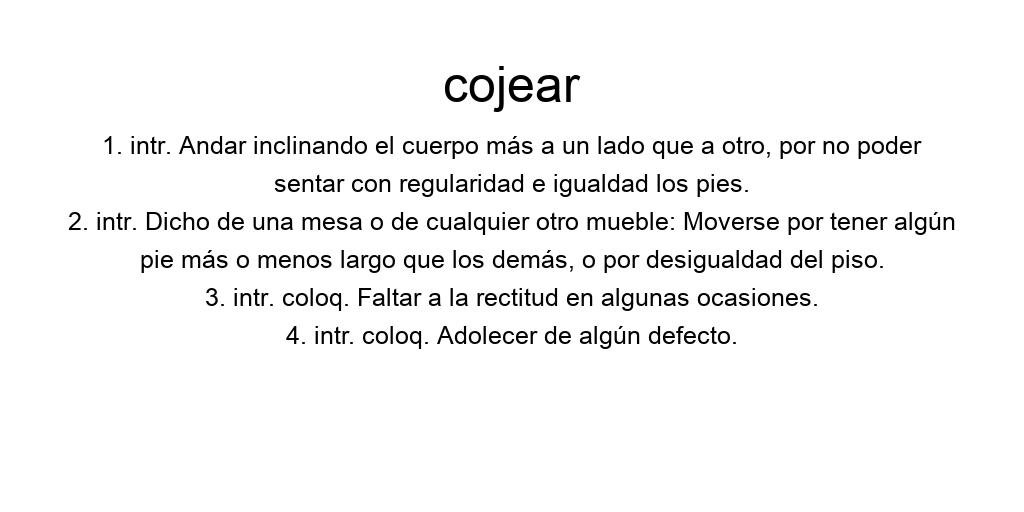 cojear
1. intr. Andar inclinando el cuerpo más a un lado que a otro, por no poder
sentar con regularidad e igualdad los pies.
2. intr. Dicho de una mesa o de cualquier otro mueble: Moverse por tener algún
pie más o menos largo que los demás, o por desigualdad del piso.
3. intr. coloq. Faltar a la rectitud en algunas ocasiones.
4. intr. coloq. Adolecer de algún defecto.